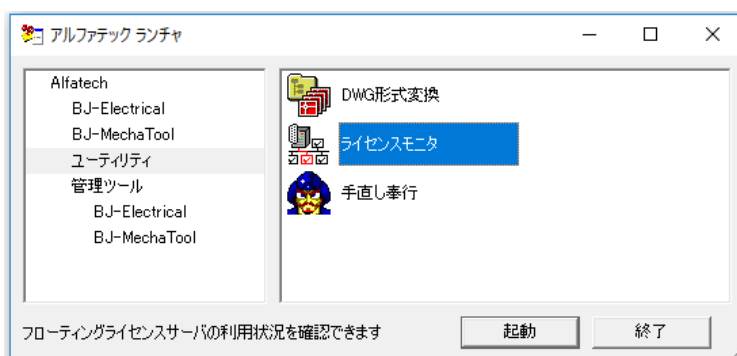 アルファテック ランチャ
Alfatech
BJ-Electrical
BJ-MechaTool
ユーティリティ
管理ツール
BJ-Electrical
BJ-MechaTool
DWG形式変換
ライセンスモニタ
手直し奉行
フローティングライセンスサーバの利用状況を確認できます
起動
終了